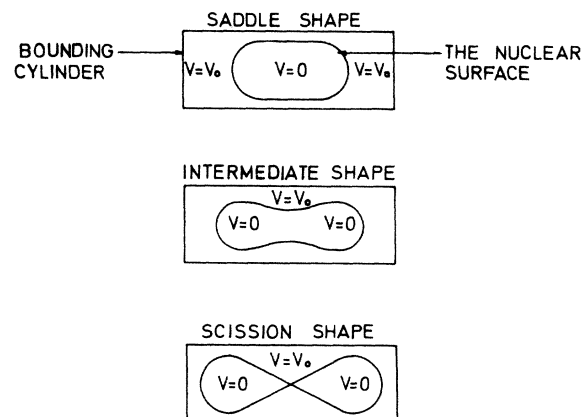 SADDLE SHAPE
BOUNDING CYLINDER
V=V₀
V=0
V=V₀
THE NUCLEAR SURFACE
INTERMEDIATE SHAPE
V=V₀
V=0
V=0
SCISSION SHAPE
V=V₀
V=0
V=0